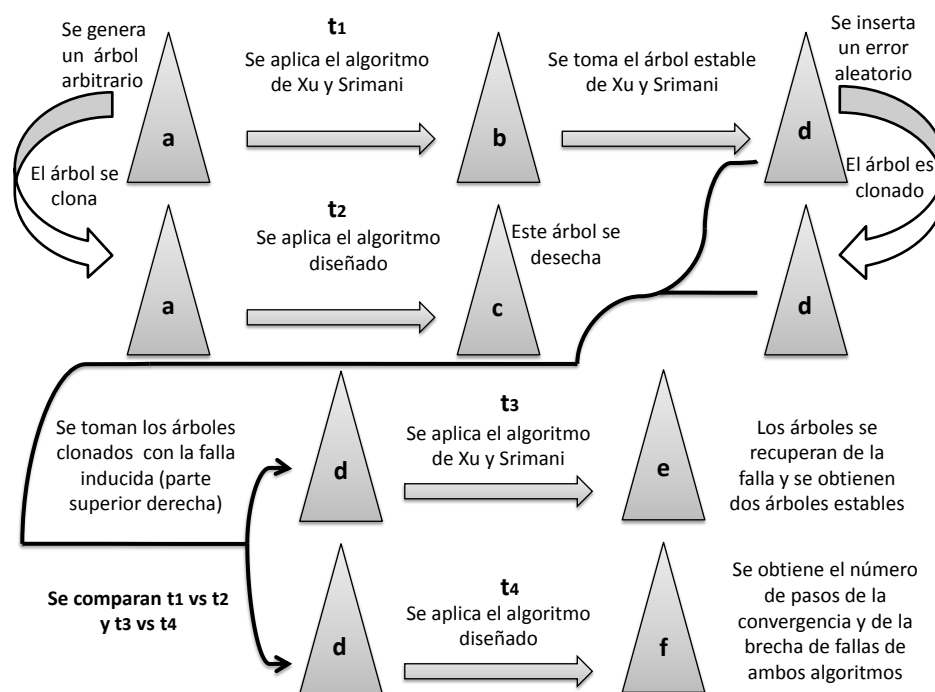 Se genera
un árbol
arbitrario
t1
Se aplica el algoritmo
de Xu y Srimani
Se toma el árbol estable
de Xu y Srimani
Se inserta
un error
aleatorio
a
b
d
El árbol se
clona
El árbol es
clonado
t2
Se aplica el algoritmo
diseñado
Este árbol se
desecha
a
c
d
Se toman los árboles
clonados con la falla
inducida (parte
superior derecha)
d
t3
Se aplica el algoritmo
de Xu y Srimani
e
Los árboles se
recuperan de la
falla y se obtienen
dos árboles estables
Se comparan t1 vs t2
y t3 vs t4
d
t4
Se aplica el algoritmo
diseñado
f
Se obtiene el número
de pasos de la
convergencia y de la
brecha de fallas de
ambos algoritmos